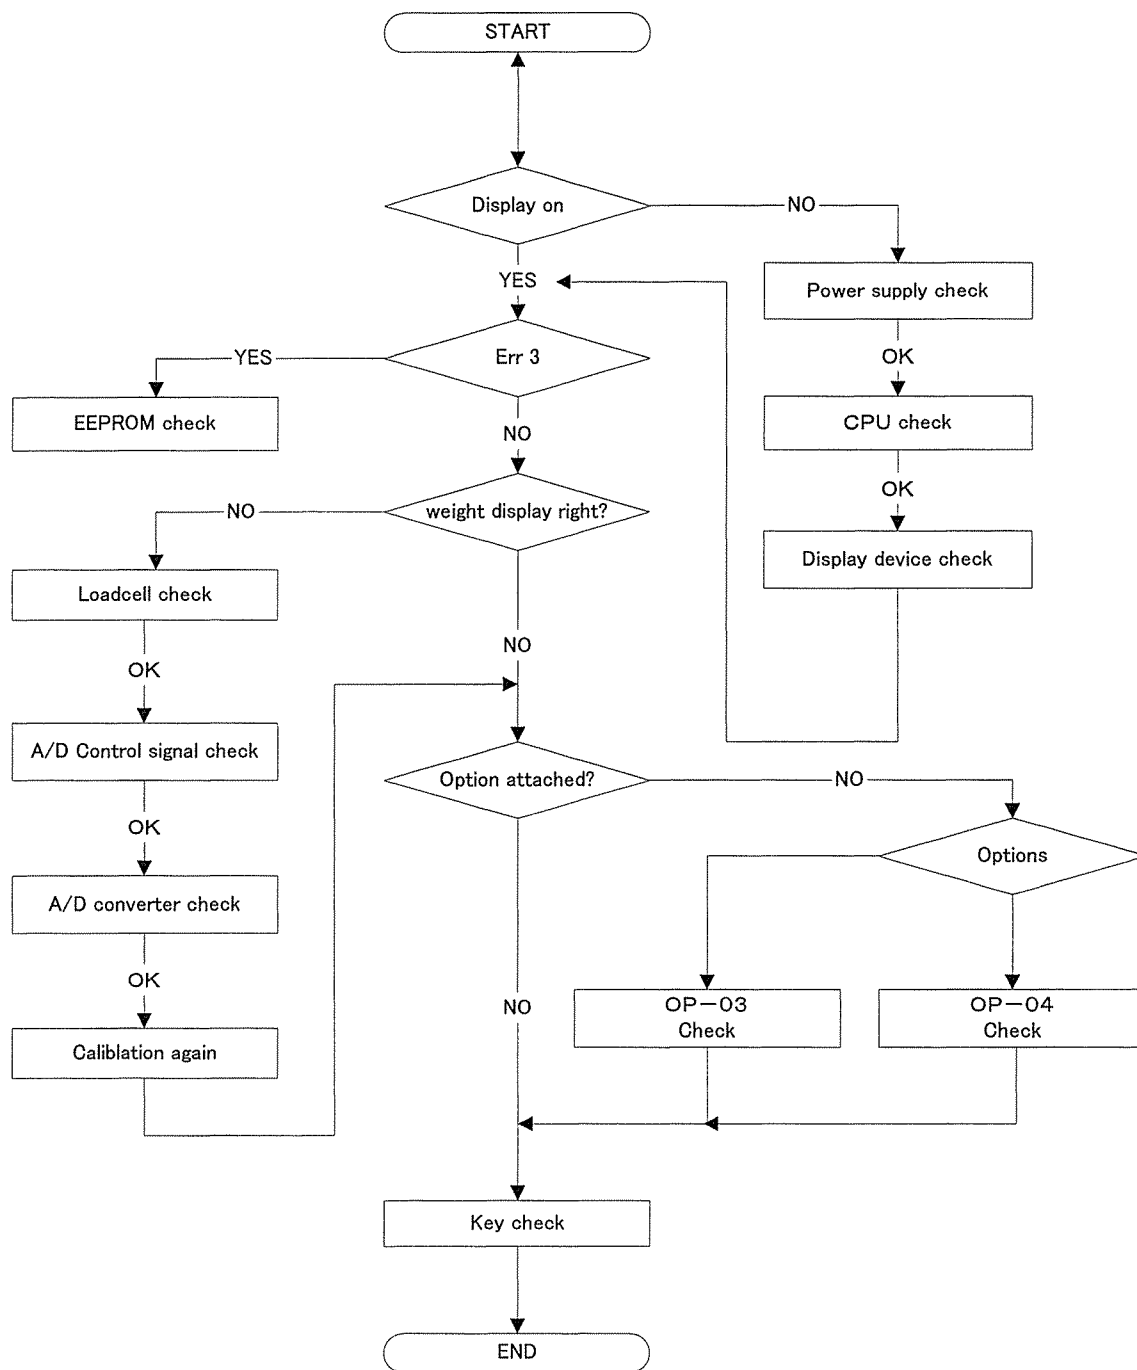 START
Display on
NO
YES
Power supply check
OK
CPU check
OK
Display device check
Err 3
YES
EEPROM check
NO
weight display right?
NO
Loadcell check
OK
A/D Control signal check
OK
A/D converter check
OK
Caliblation again
NO
Option attached?
NO
Options
OP-03
Check
OP-04
Check
NO
Key check
END